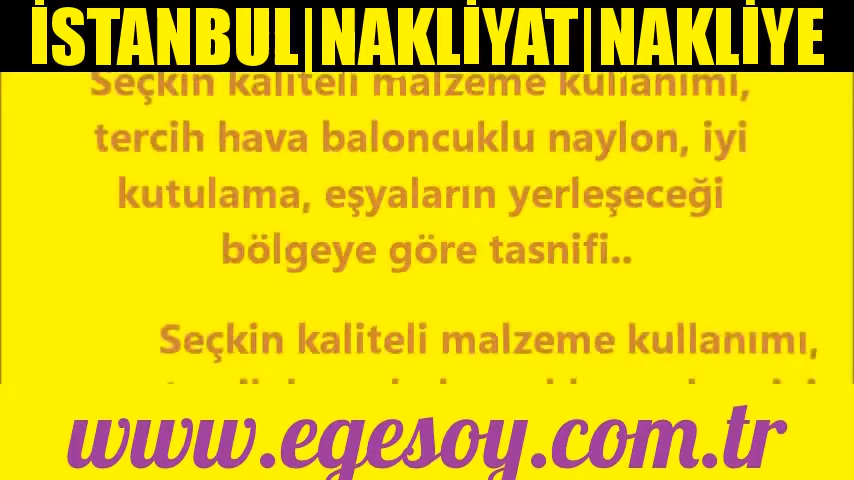 İSTANBUL|NAKLİYAT|NAKLİYE
Seçkin kaliteli malzeme kullanımı,
tercih hava baloncuklu naylon, iyi
kutulama, eşyaların yerleşeceği
bölgeye göre tasnifi..
Seçkin kaliteli malzeme kullanımı,
www.egesoy.com.tr